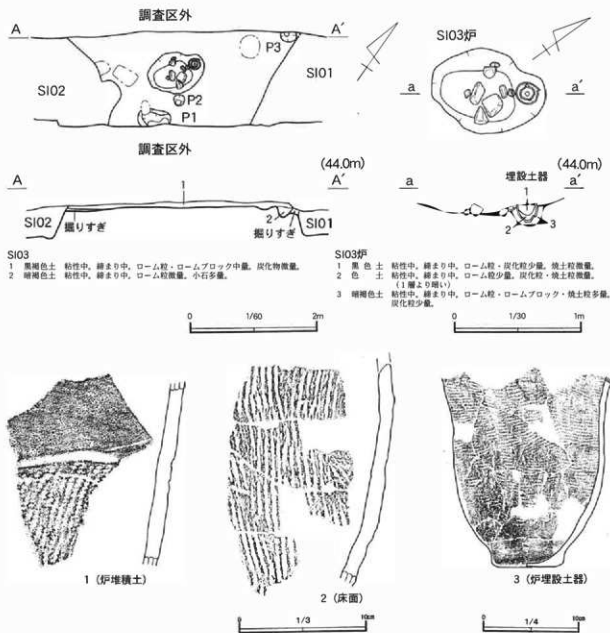 調査区外
A
A′
SI02
P3
P2
P1
SI01
調査区外
SI03炉
a
a′
(44.0m)
A
1
A′
SI02
2
SI01
掘りすぎ
掘りすぎ
(44.0m)
埋設土器
a
1
a′
2
3
SI03
1 黒褐色土 粘性中。締まり中。ローム粒・ロームブロック中量。炭化物微量。
2 暗褐色土 粘性中。締まり中。ローム粒微量。小石多量。
SI03炉
1 黒 色 土 粘性中。締まり中。ローム粒・炭化粒少量。焼土粒微量。
2 色 土 粘性中。締まり中。ローム粒少量。炭化粒・焼土粒微量。
(1層より暗い)
3 暗褐色土 粘性中。締まり中。ローム粒・ロームブロック・焼土粒多量。
炭化粒少量。
0 1/60 2m
0 1/30 1m
1(炉堆積土)
2(床面)
3(炉埋設土器)
0 1/3 10cm
0 1/4 10cm